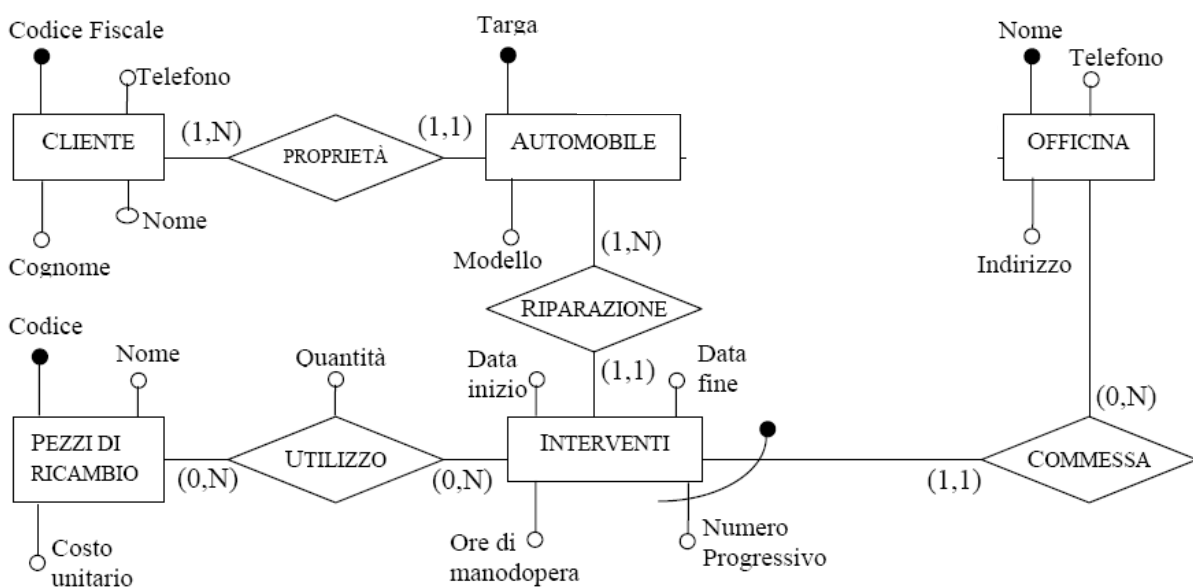 Codice Fiscale
Telefono
CLIENTE
(1,N)
PROPRIETÀ
(1,1)
Nome
Cognome
Targa
AUTOMOBILE
Modello
(1,N)
Nome
Telefono
OFFICINA
Indirizzo
RIPARAZIONE
(1,1)
Codice
Nome
PEZZI DI
RICAMBIO
(0,N)
Costo
unitario
Quantità
UTILIZZO
(0,N)
Data
inizio
Data
fine
INTERVENTI
Ore di
manodopera
Numero
Progressivo
(1,1)
(0,N)
COMMESSA